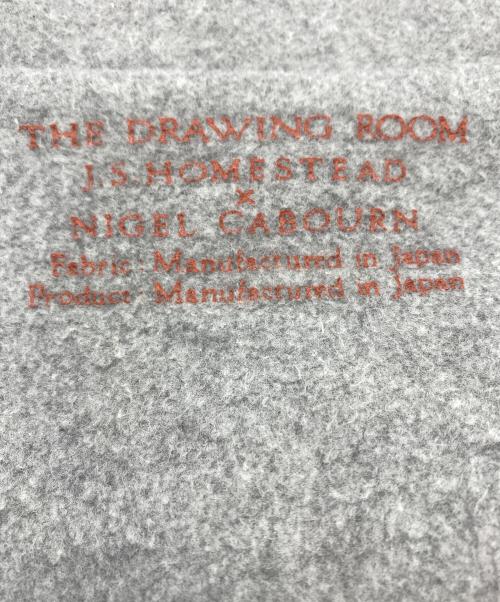 THE DRAWING ROOM
J.S.HOMESTEAD
×
NIGEL CABOURN
Fabric: Manufactured in Japan
Product: Manufactured in Japan